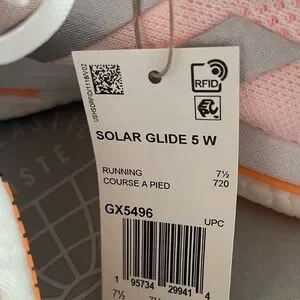 RFID
SOLAR GLIDE 5 W
RUNNING 7½
COURSE A PIED 720
GX5496
UPC
1 95734 29941 4
7½